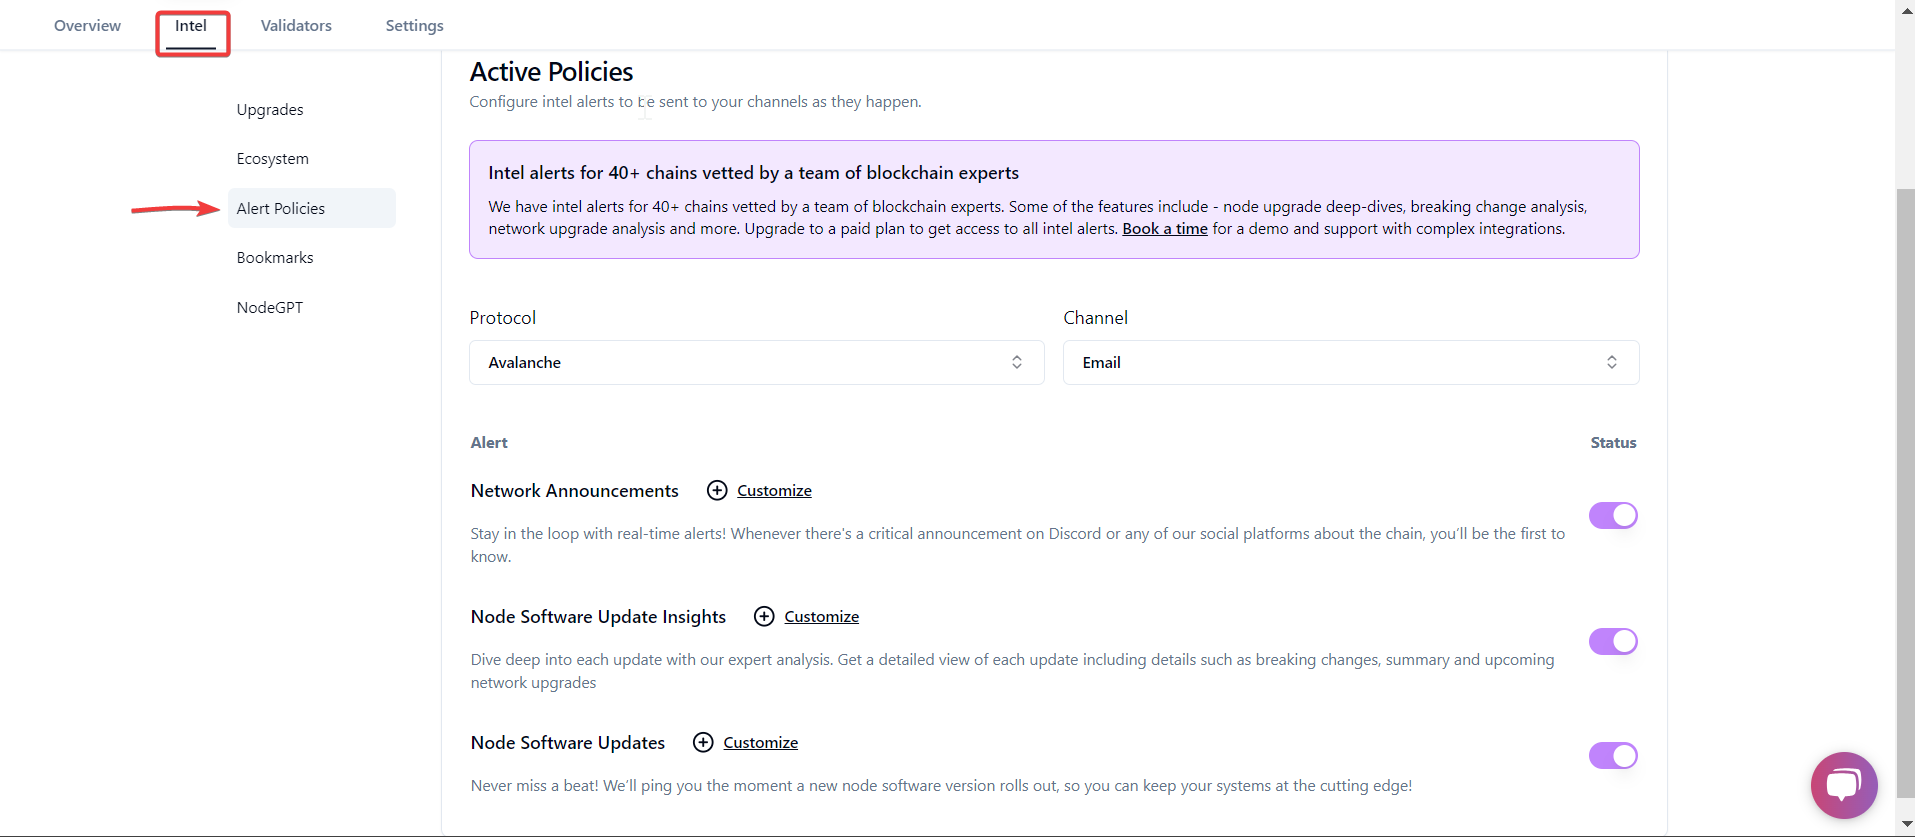 Overview
Intel
Validators
Settings
Upgrades
Ecosystem
Alert Policies
Bookmarks
NodeGPT
Active Policies
Configure intel alerts to be sent to your channels as they happen.
Intel alerts for 40+ chains vetted by a team of blockchain experts
We have intel alerts for 40+ chains vetted by a team of blockchain experts. Some of the features include - node upgrade deep-dives, breaking change analysis,
network upgrade analysis and more. Upgrade to a paid plan to get access to all intel alerts. Book a time for a demo and support with complex integrations.
Protocol
Channel
Avalanche
Email
Alert
Status
Network Announcements
Customize
Stay in the loop with real-time alerts! Whenever there's a critical announcement on Discord or any of our social platforms about the chain, you'll be the first to
know.
Node Software Update Insights
Customize
Dive deep into each update with our expert analysis. Get a detailed view of each update including details such as breaking changes, summary and upcoming
network upgrades
Node Software Updates
Customize
Never miss a beat! We'll ping you the moment a new node software version rolls out, so you can keep your systems at the cutting edge!